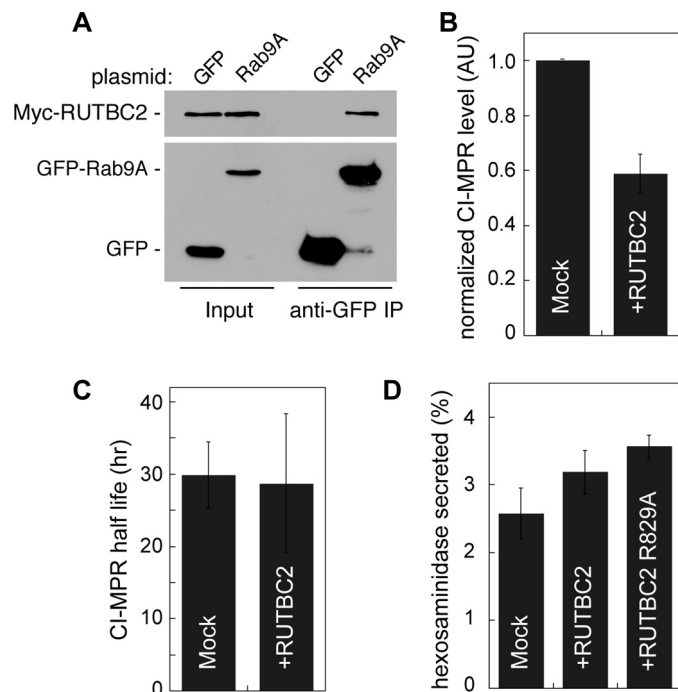 A
plasmid: GFP Rab9A GFP Rab9A
Myc-RUTBC2 -
GFP-Rab9A -
GFP -
Input anti-GFP IP
B
normalized CI-MPR level (AU)
1.0
0.8
0.6
0.4
0.2
0
Mock
+RUTBC2
C
CI-MPR half life (hr)
40
30
20
10
0
Mock
+RUTBC2
D
hexosaminidase secreted (%)
4
3
2
1
0
Mock
+RUTBC2
+RUTBC2 R829A